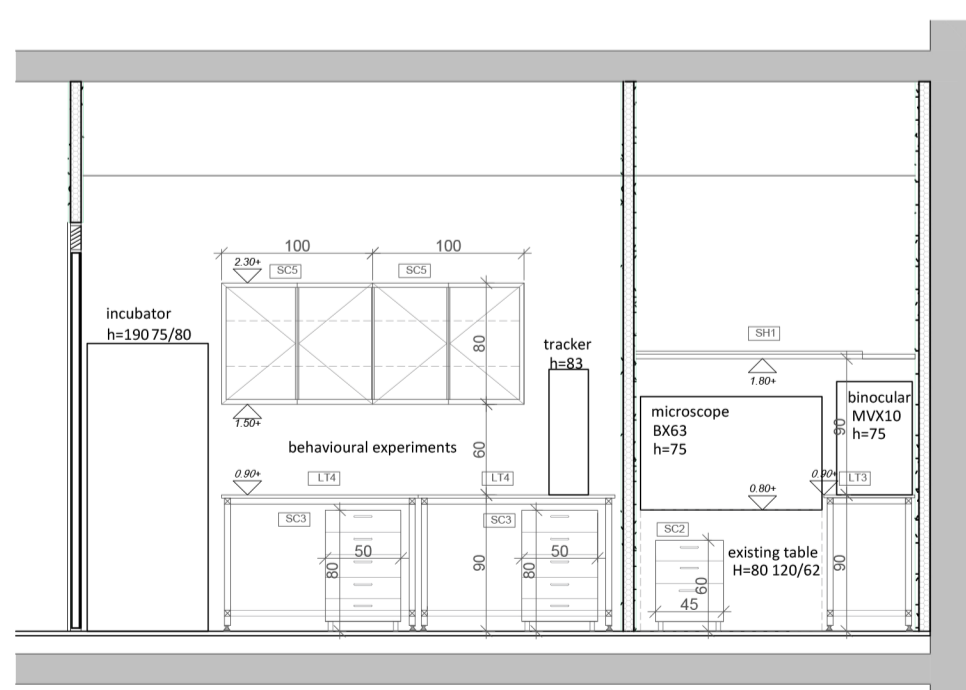 100
100
2.30+
SC5
SC5
incubator
h=190 75/80
80
tracker
h=83
SH1
1.80+
microscope
BX63
h=75
binocular
MVX10
h=75
90
1.50+
behavioural experiments
60
0.90+
LT4
LT4
0.90+
LT3
0.80+
SC3
SC3
SC2
50
80
90
50
80
existing table
H=80 120/62
60
45
90